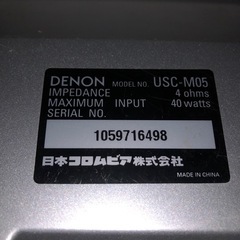 DENON MODEL NO. USC-M05
IMPEDANCE 4 ohms
MAXIMUM INPUT 40 watts
SERIAL NO.
1059716498
日本コロムビア株式会社
MADE IN CHINA